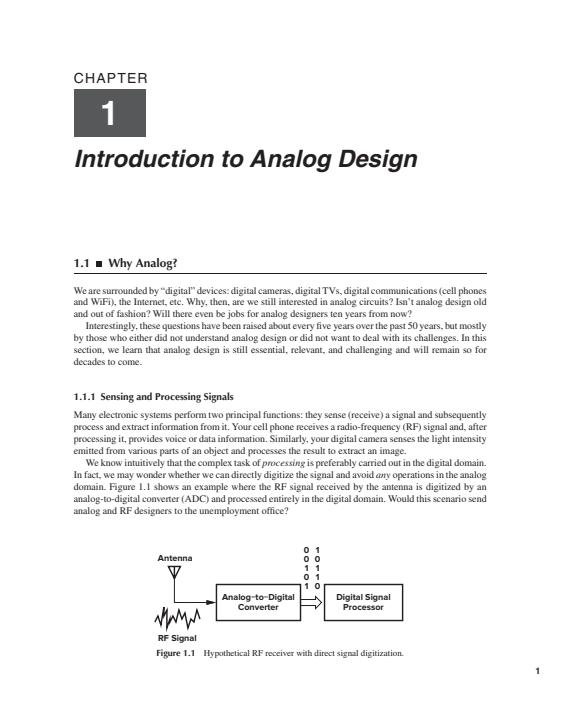 CHAPTER
1
Introduction to Analog Design
1.1 ■ Why Analog?
We are surrounded by “digital” devices: digital cameras, digital TVs, digital communications (cell phones
and WiFi), the Internet, etc. Why, then, are we still interested in analog circuits? Isn’t analog design old
and out of fashion? Will there even be jobs for analog designers ten years from now?
Interestingly, these questions have been raised about every five years over the past 50 years, but mostly
by those who either did not understand analog design or did not want to deal with its challenges. In this
section, we learn that analog design is still essential, relevant, and challenging and will remain so for
decades to come.
1.1.1 Sensing and Processing Signals
Many electronic systems perform two principal functions: they sense (receive) a signal and subsequently
process and extract information from it. Your cell phone receives a radio-frequency (RF) signal and, after
processing it, provides voice or data information. Similarly, your digital camera senses the light intensity
emitted from various parts of an object and processes the result to extract an image.
We know intuitively that the complex task of processing is preferably carried out in the digital domain.
In fact, we may wonder whether we can directly digitize the signal and avoid any operations in the analog
domain. Figure 1.1 shows an example where the RF signal received by the antenna is digitized by an
analog-to-digital converter (ADC) and processed entirely in the digital domain. Would this scenario send
analog and RF designers to the unemployment office?
0 1
0 0
1 1
0 1
1 0
Antenna
Analog–to–Digital
Converter
Digital Signal
Processor
RF Signal
Figure 1.1 Hypothetical RF receiver with direct signal digitization.
1